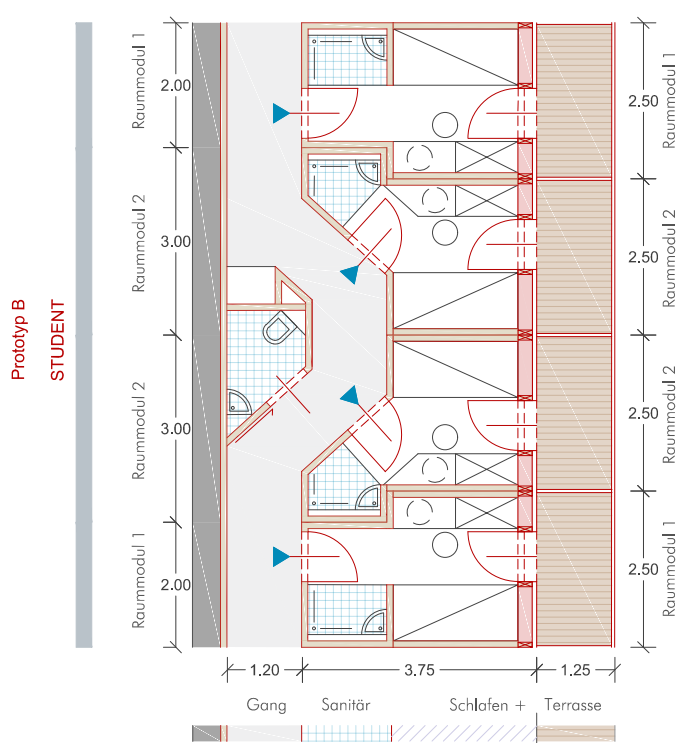 Prototyp B
STUDENT
Raummodul 1
2.00
Raummodul 2
3.00
Raummodul 2
3.00
Raummodul 1
2.00
2.50
Raummodul 1
2.50
Raummodul 2
2.50
Raummodul 2
2.50
Raummodul 1
1.20
3.75
1.25
Gang
Sanitär
Schlafen +
Terrasse